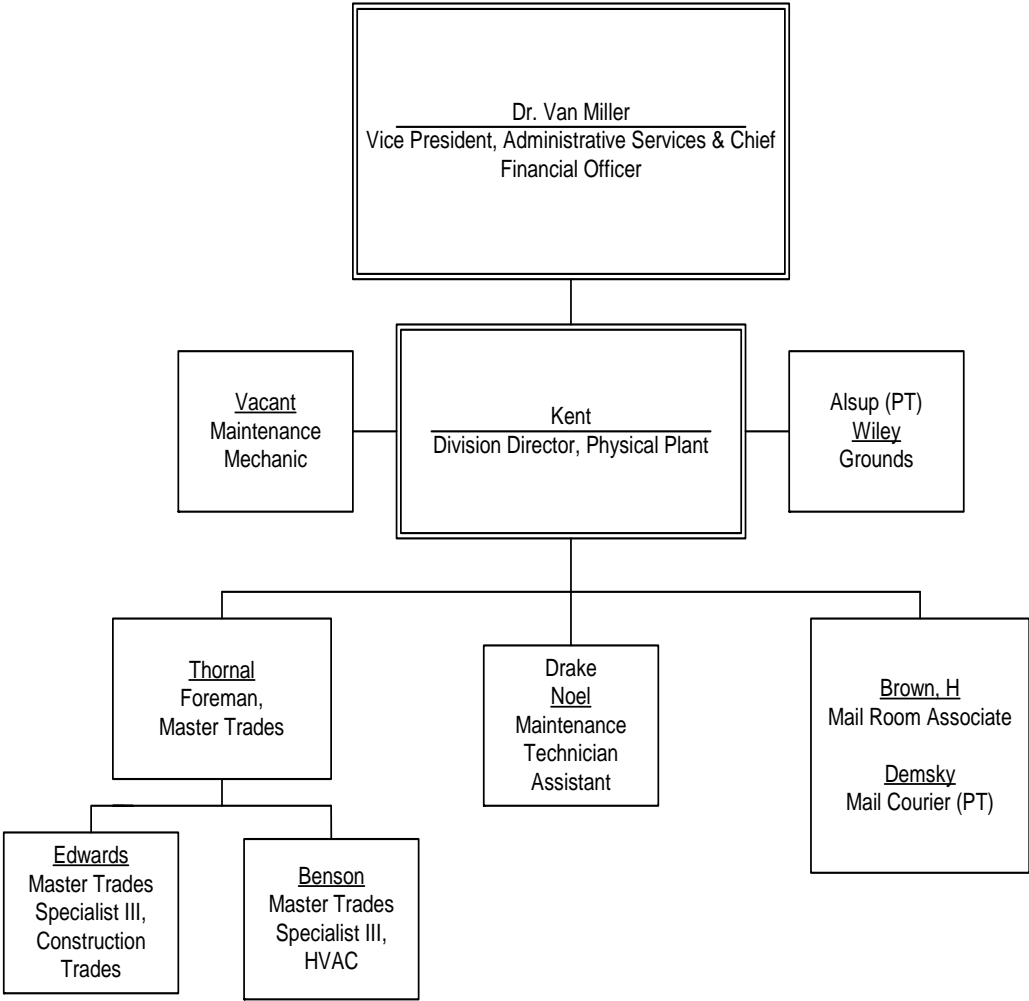 Dr. Van Miller
Vice President, Administrative Services & Chief
Financial Officer
Vacant
Maintenance
Mechanic
Kent
Division Director, Physical Plant
Alsup (PT)
Wiley
Grounds
Thornal
Foreman,
Master Trades
Drake
Noel
Maintenance
Technician
Assistant
Brown, H
Mail Room Associate
Demsky
Mail Courier (PT)
Edwards
Master Trades
Specialist III,
Construction
Trades
Benson
Master Trades
Specialist III,
HVAC